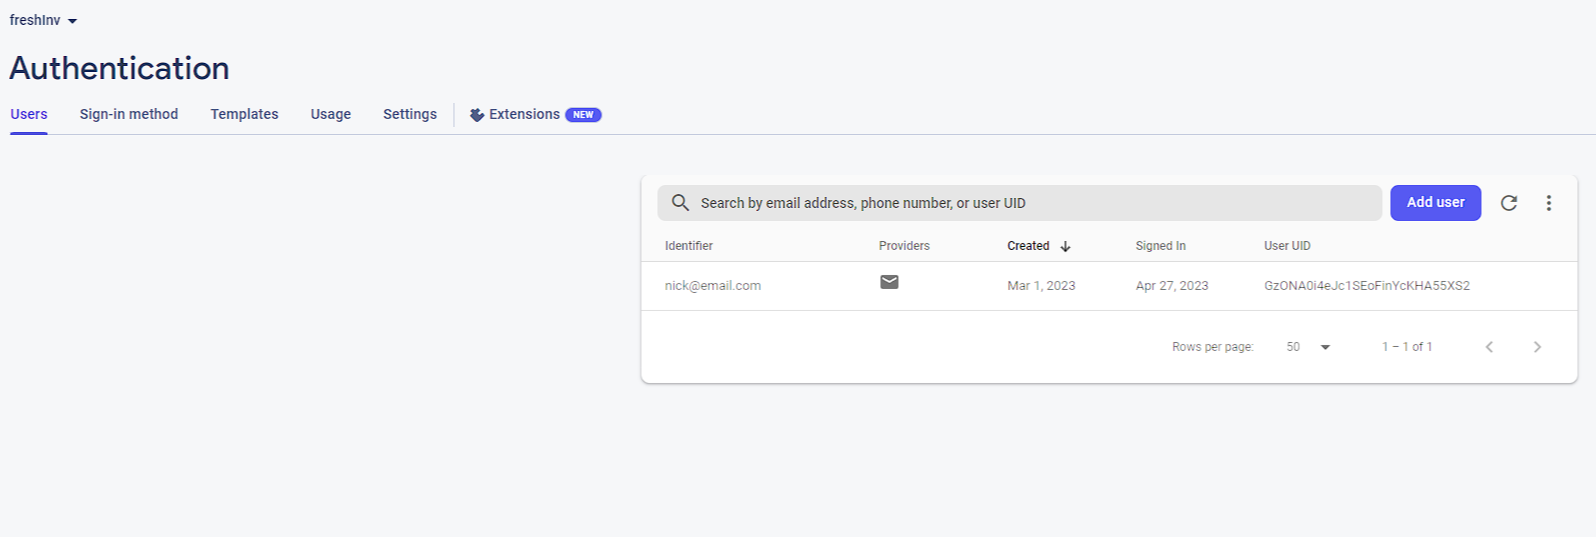 freshInv
Authentication
Users Sign-in method Templates Usage Settings Extensions NEW
Search by email address, phone number, or user UID Add user
Identifier Providers Created Signed In User UID
nick@email.com Mar 1, 2023 Apr 27, 2023 GzONA0i4eJc1SEoFinYcKHA55XS2
Rows per page: 50 1 – 1 of 1